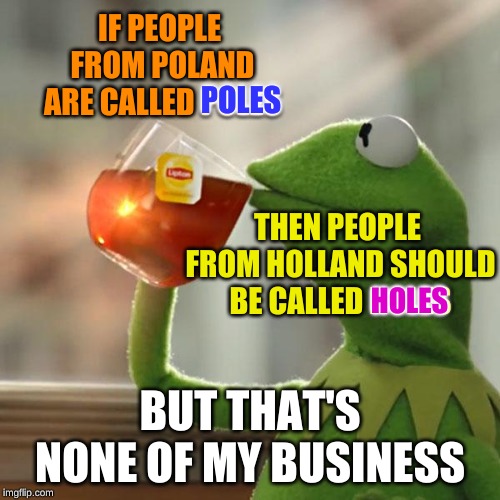 IF PEOPLE
FROM POLAND
ARE CALLED POLES
Lipton
THEN PEOPLE
FROM HOLLAND SHOULD
BE CALLED HOLES
BUT THAT'S
NONE OF MY BUSINESS
imgflip.com